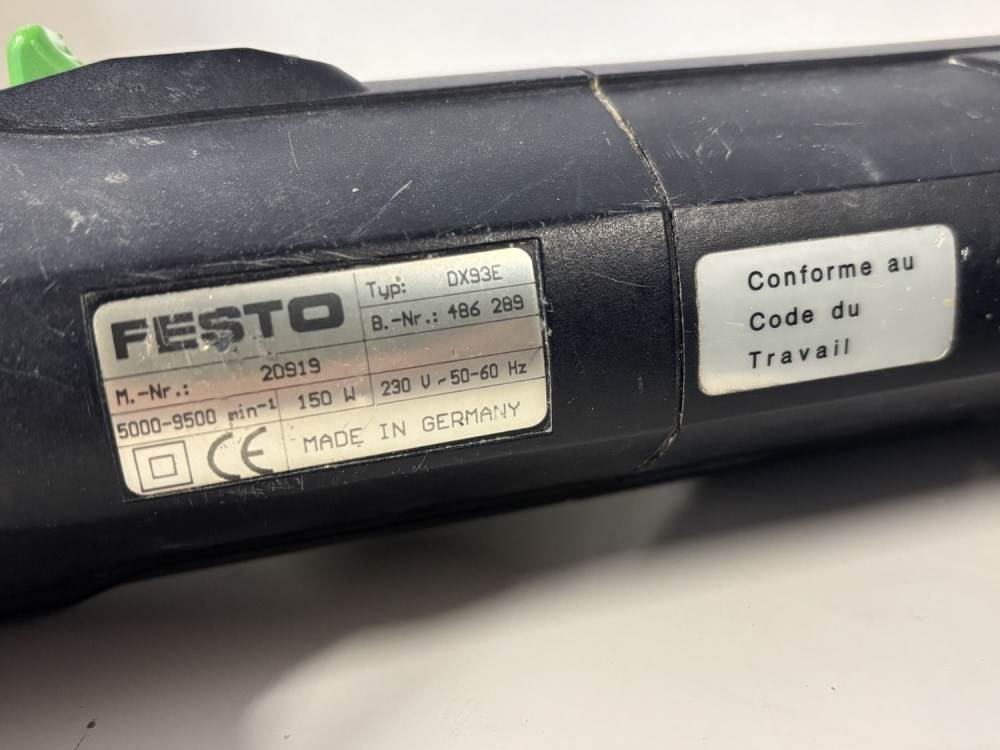 FESTO
Typ: DX93E
B.-Nr.: 486 289
M.-Nr.: 20919
5000-9500 min-1 150 W 230 V ~50-60 Hz
CE MADE IN GERMANY
Conforme au
Code du
Travail